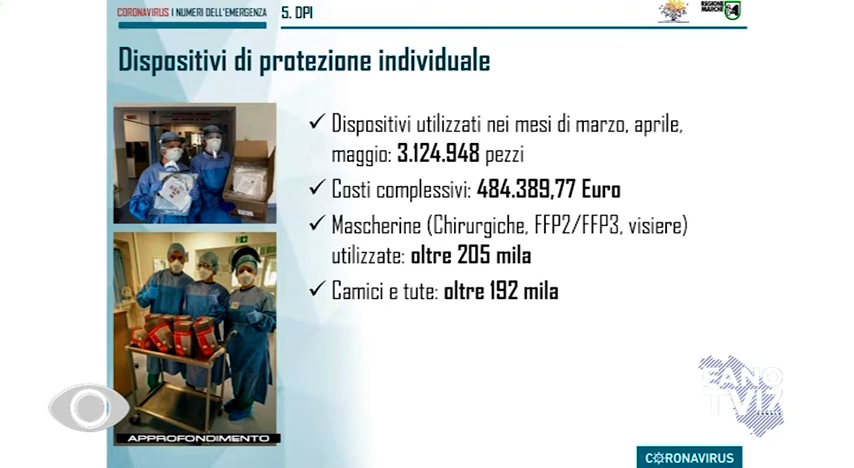 CORONAVIRUS I NUMERI DELL'EMERGENZA
5. DPI
REGIONE
MARCHE
Dispositivi di protezione individuale
✓ Dispositivi utilizzati nei mesi di marzo, aprile,
maggio: 3.124.948 pezzi
✓ Costi complessivi: 484.389,77 Euro
✓ Mascherine (Chirurgiche, FFP2/FFP3, visiere)
utilizzate: oltre 205 mila
✓ Camici e tute: oltre 192 mila
APPROFONDIMENTO
FANO
TV
CORONAVIRUS